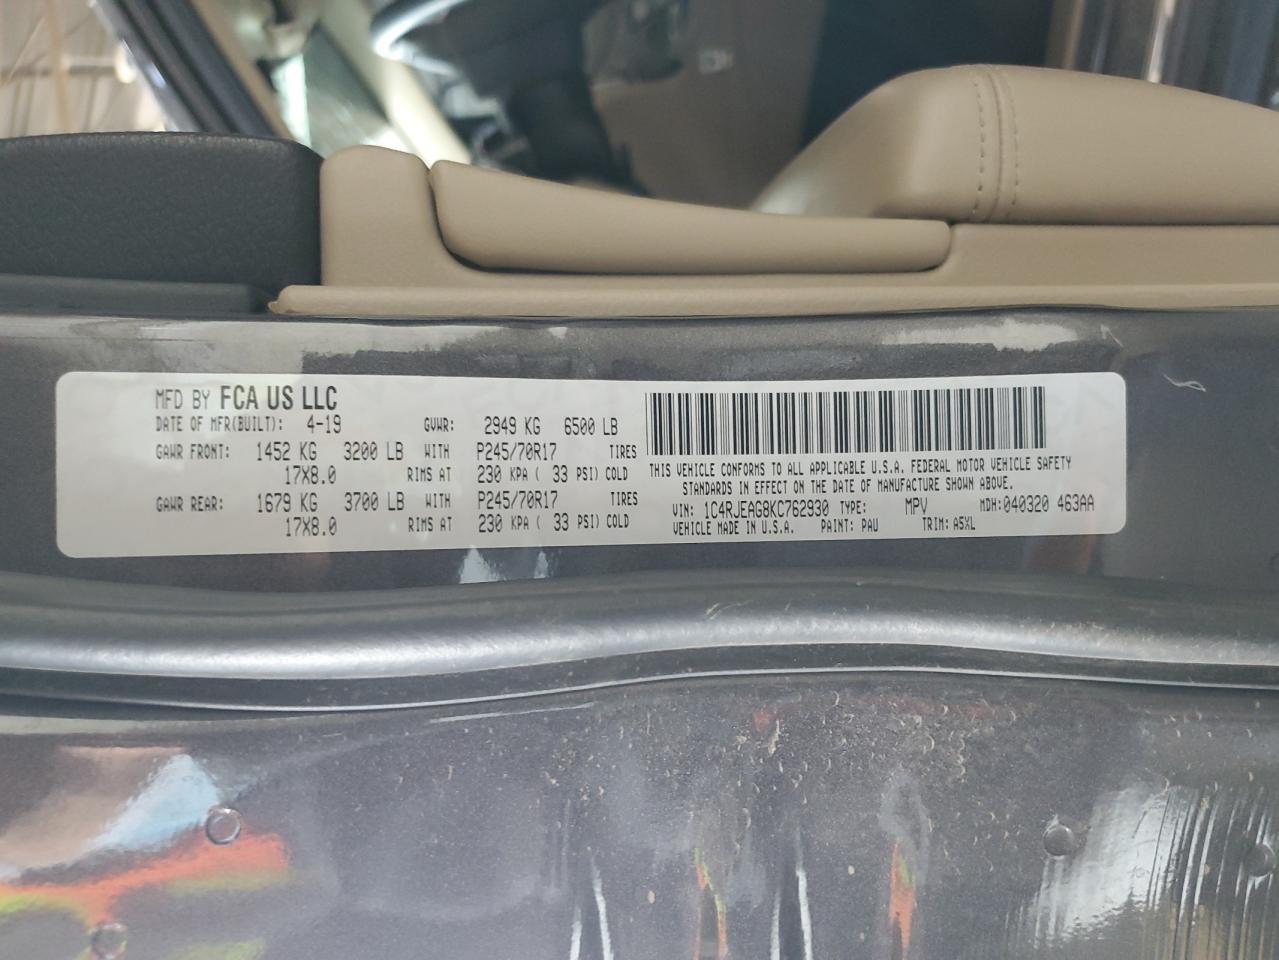 MFD BY FCA US LLC
DATE OF MFR(BUILT): 4-19 GVWR: 2949 KG 6500 LB
GAWR FRONT: 1452 KG 3200 LB WITH P245/70R17 TIRES
17X8.0 RIMS AT 230 KPA ( 33 PSI) COLD
GAWR REAR: 1679 KG 3700 LB WITH P245/70R17 TIRES
17X8.0 RIMS AT 230 KPA ( 33 PSI) COLD
THIS VEHICLE CONFORMS TO ALL APPLICABLE U.S.A. FEDERAL MOTOR VEHICLE SAFETY
STANDARDS IN EFFECT ON THE DATE OF MANUFACTURE SHOWN ABOVE.
VIN: 1C4RJEAG8KC762930 TYPE: MPV MDH:040320 463AA
VEHICLE MADE IN U.S.A. PAINT: PAU TRIM: A5XL